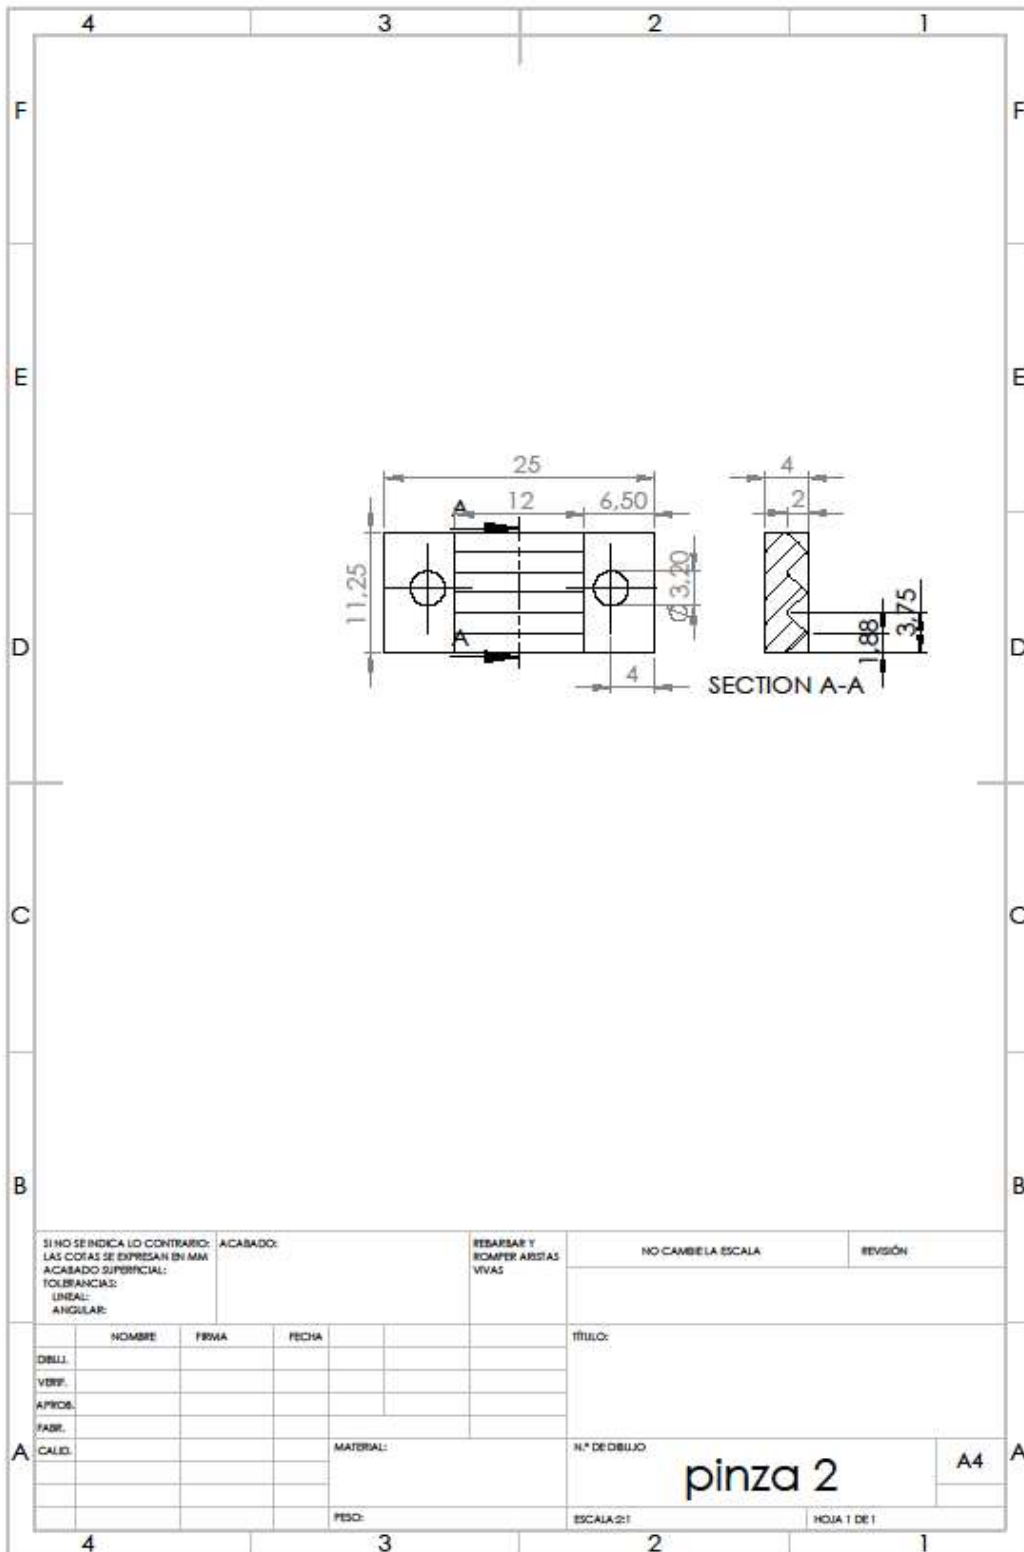 4 3 2 1
F F
E E
25
4
12 6,50
2
A
11,25
Ø3,20
3,75
1,88
A
D D
4
SECTION A-A
C C
B B
SI NO SE INDICA LO CONTRARIO:
LAS COTAS SE EXPRESAN EN MM
ACABADO SUPERFICIAL:
TOLERANCIAS:
LINEAL:
ANGULAR:
ACABADO:
REBARBAR Y
ROMPER ARISTAS
VIVAS
NO CAMBIE LA ESCALA
REVISIÓN
NOMBRE FIRMA FECHA
TÍTULO:
DIBUJ.
VERIF.
APROB.
FABR.
CALID.
MATERIAL:
N.º DE DIBUJO
pinza 2
A4
A A
PESO:
ESCALA:2:1
HOJA 1 DE 1
4 3 2 1